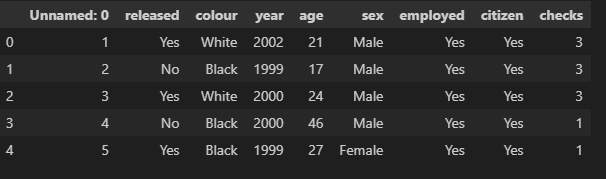 Unnamed: 0 released colour year age sex employed citizen checks
0 1 Yes White 2002 21 Male Yes Yes 3
1 2 No Black 1999 17 Male Yes Yes 3
2 3 Yes White 2000 24 Male Yes Yes 3
3 4 No Black 2000 46 Male Yes Yes 1
4 5 Yes Black 1999 27 Female Yes Yes 1